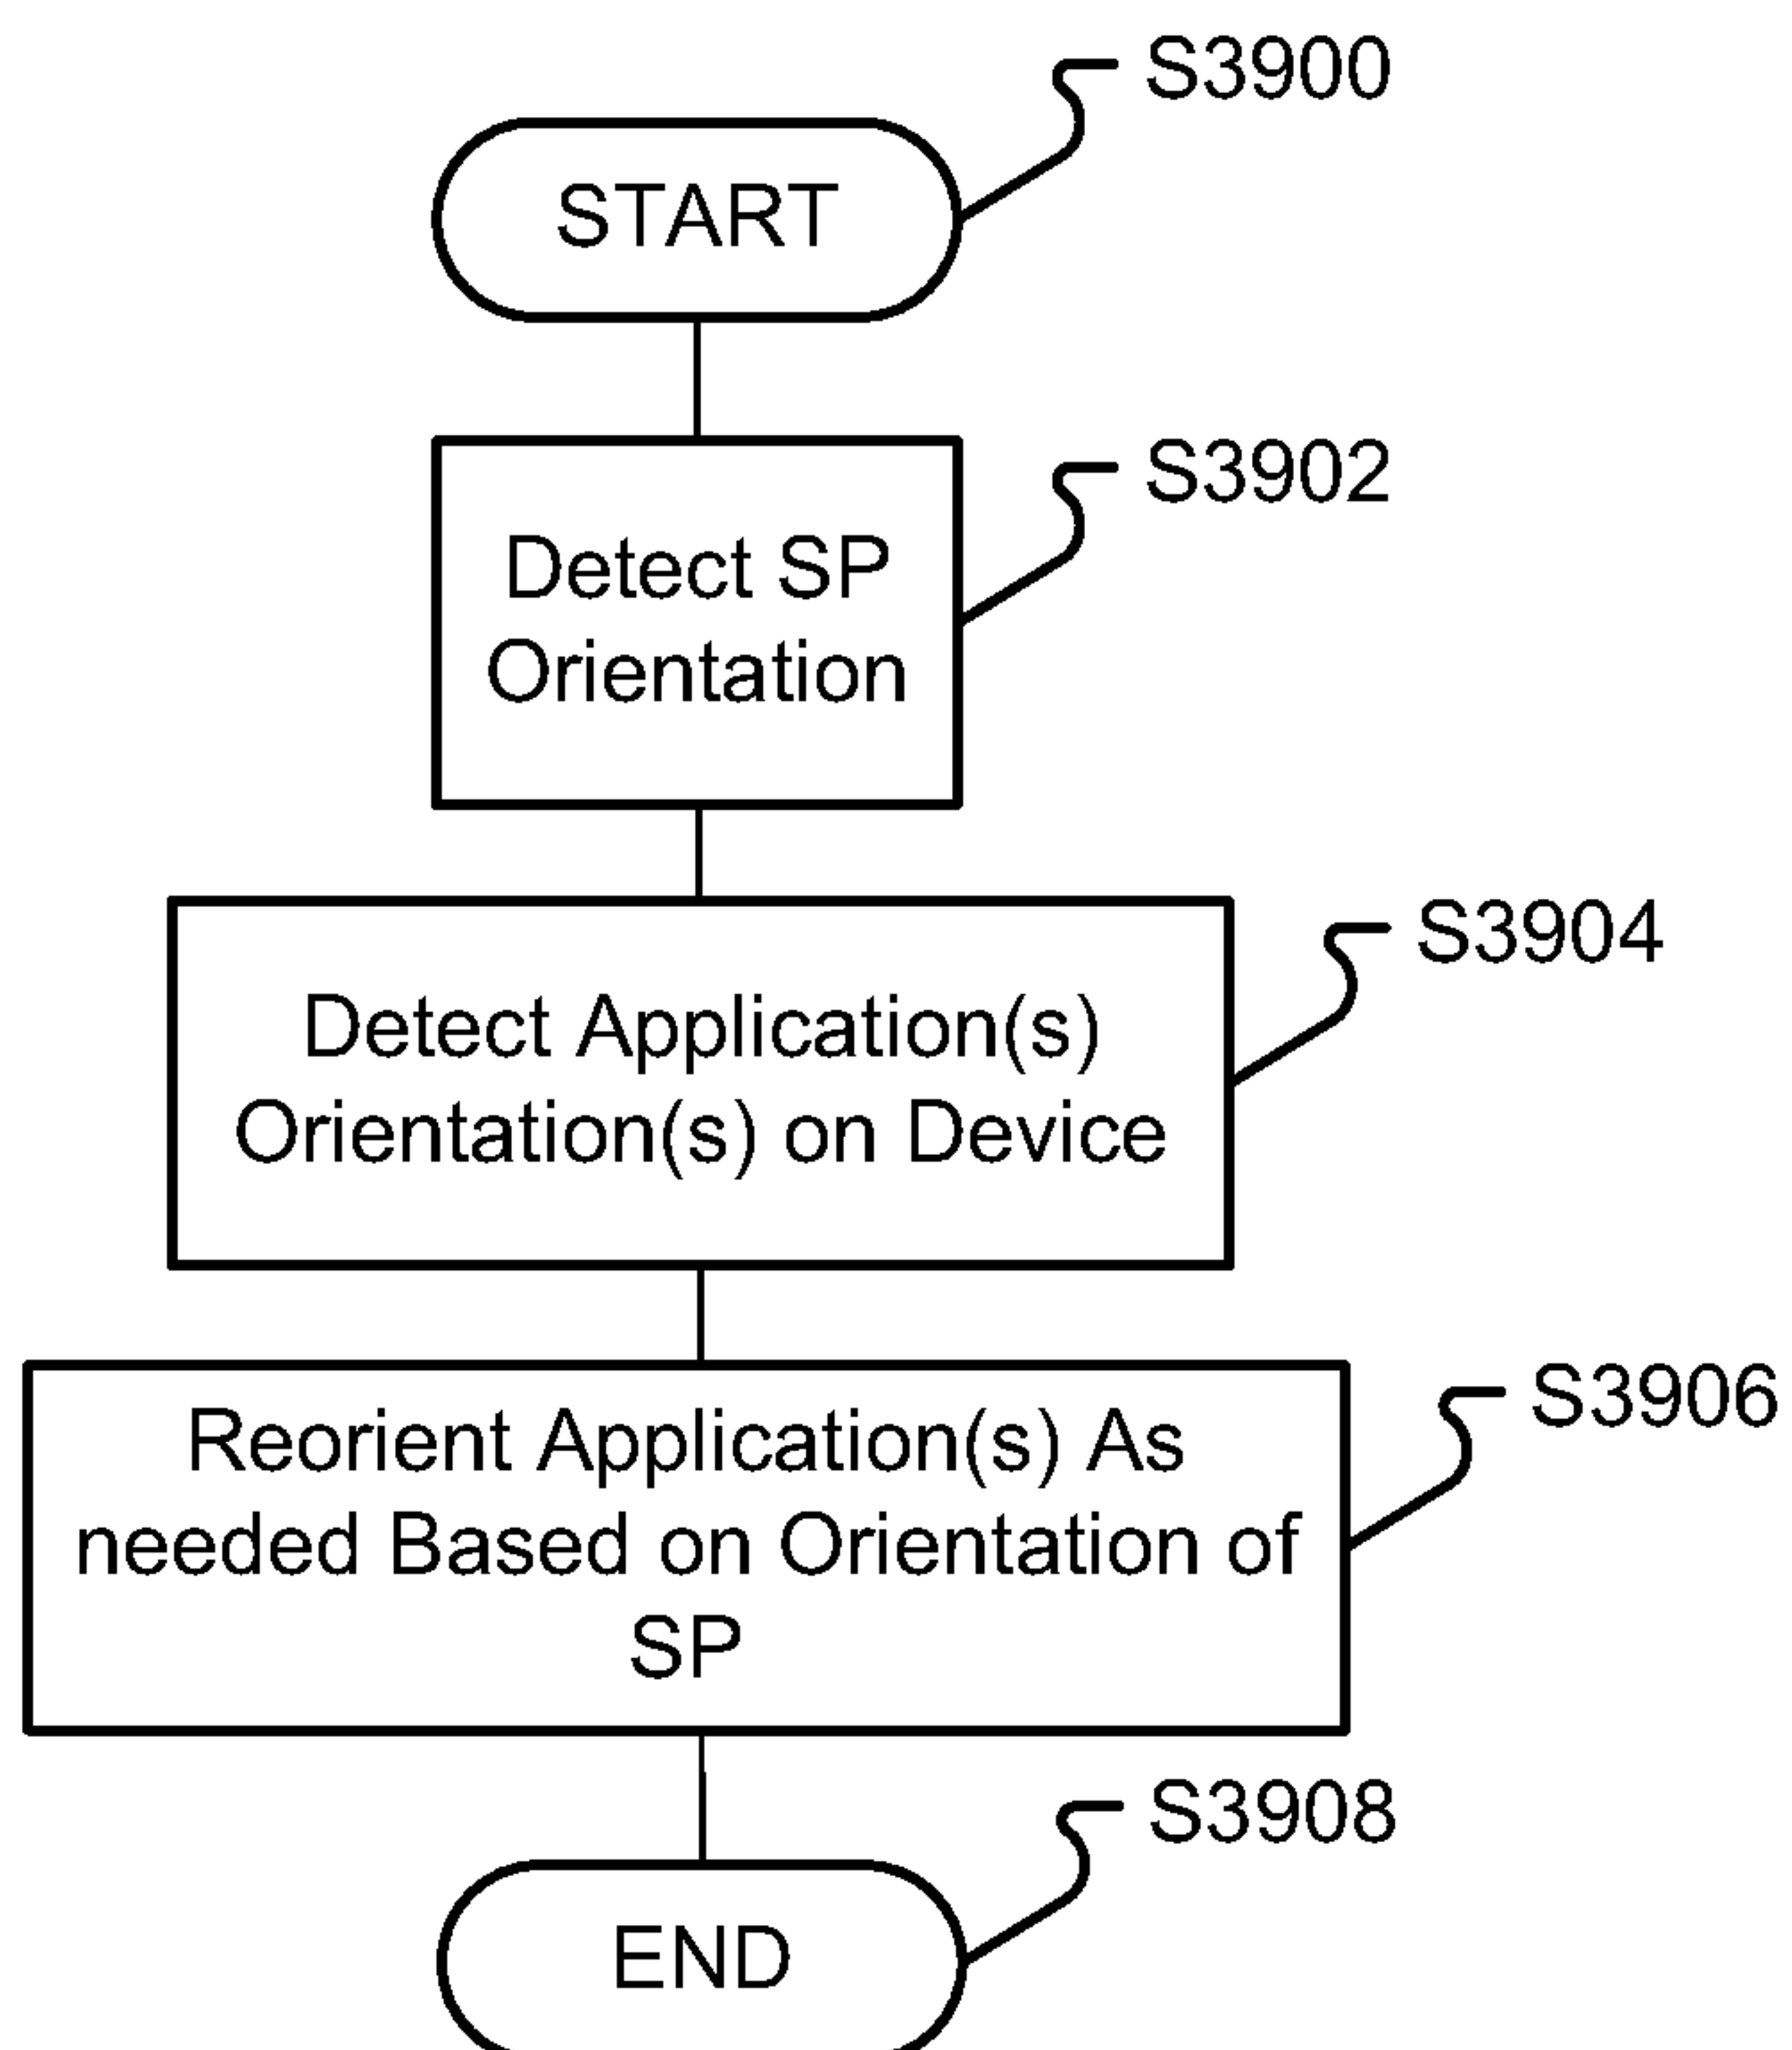 S3900
START
S3902
Detect SP
Orientation
S3904
Detect Application(s)
Orientation(s) on Device
S3906
Reorient Application(s) As
needed Based on Orientation of
SP
S3908
END